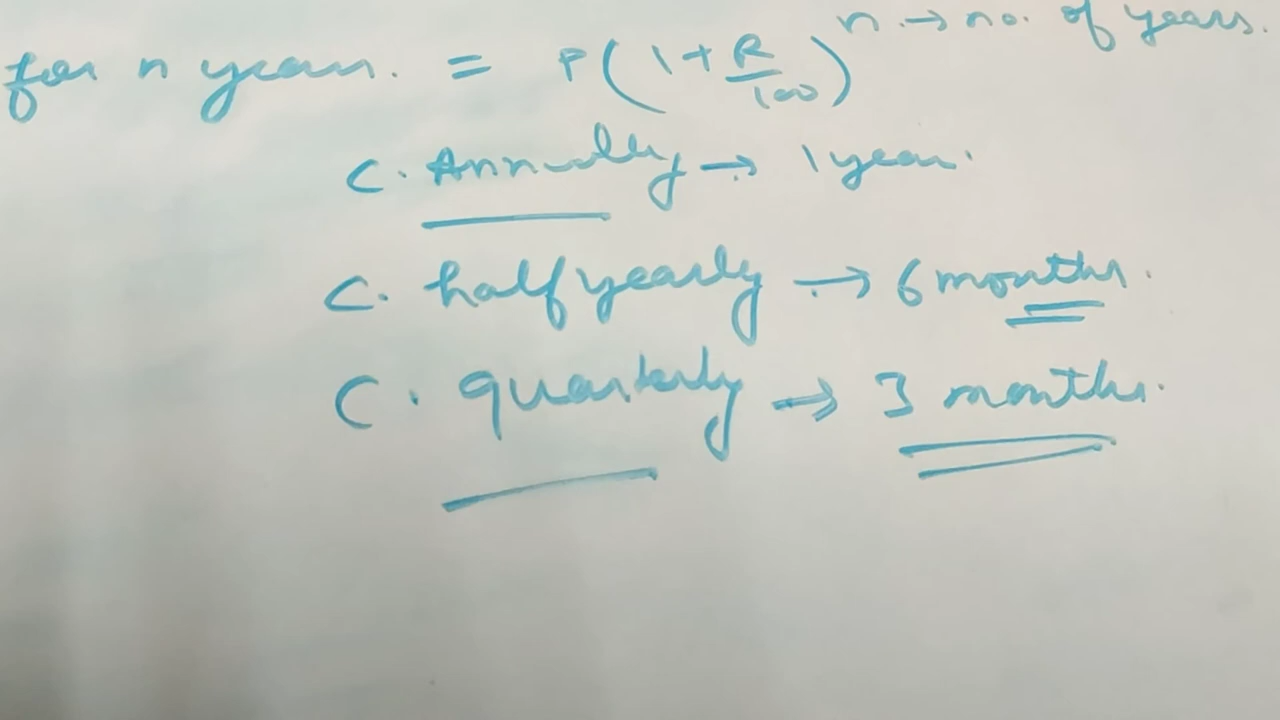 for n years. = P(1+R/100)^n n → no. of years.
C. Annually → 1 year.
C. half yearly → 6 months.
C. quarterly → 3 months.